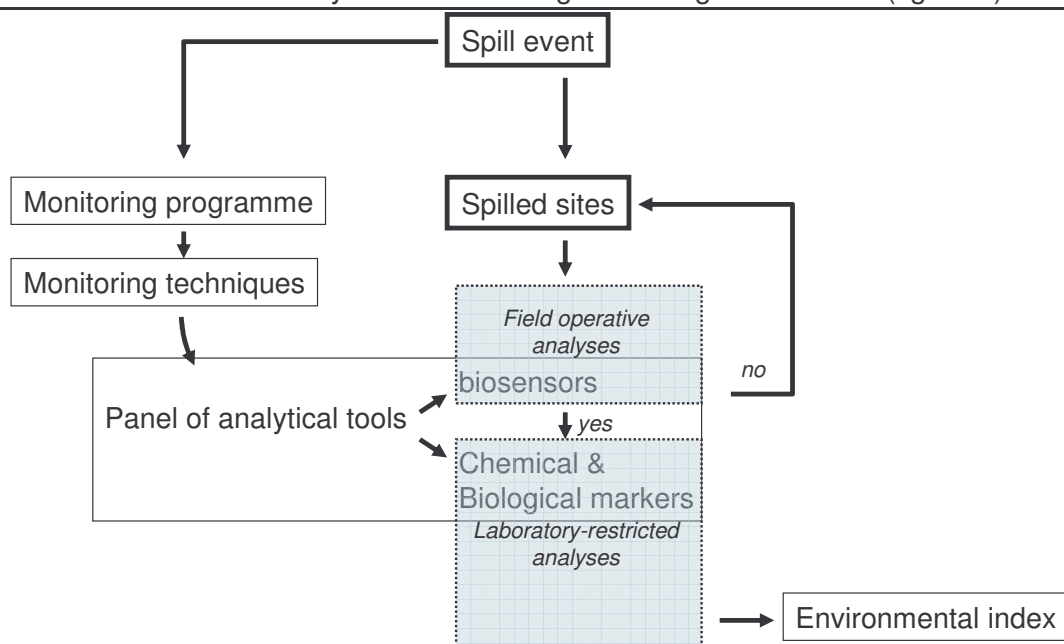 Spill event
Monitoring programme
Spilled sites
Monitoring techniques
Field operative
analyses
biosensors
no
Panel of analytical tools
yes
Chemical &
Biological markers
Laboratory-restricted
analyses
Environmental index